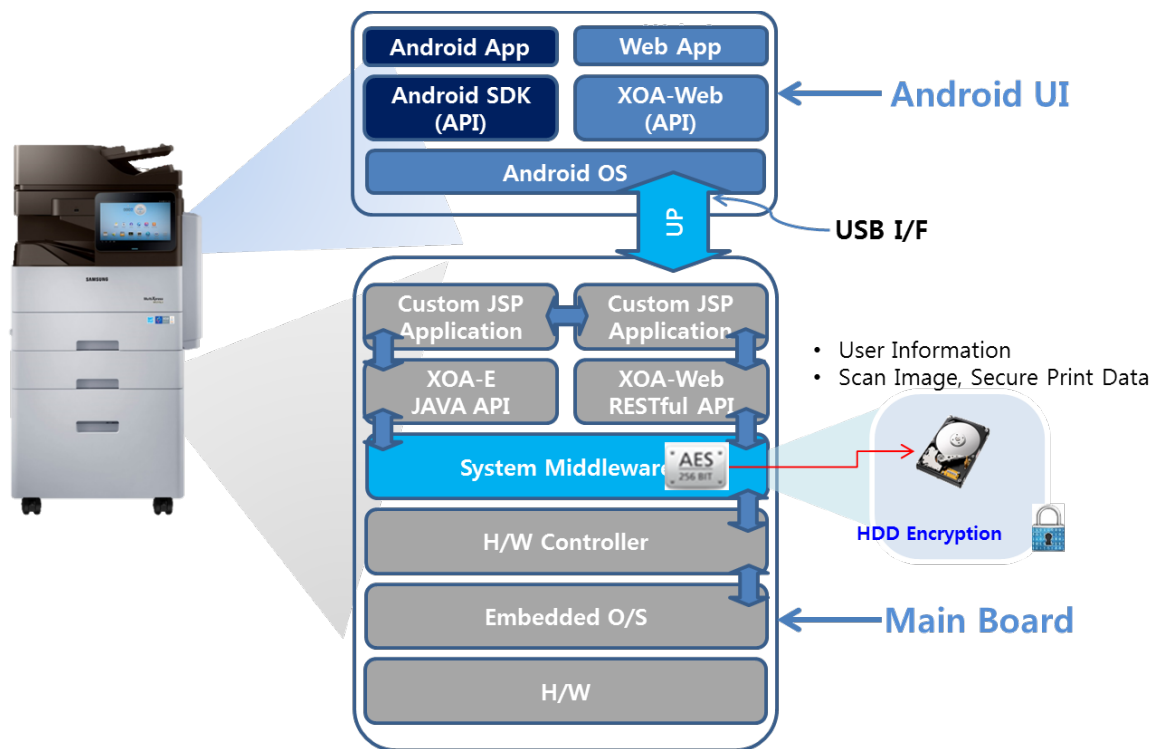 Android App
Web App
Android SDK
(API)
XOA-Web
(API)
Android OS
Android UI
UP
USB I/F
SAMSUNG
Custom JSP
Application
Custom JSP
Application
XOA-E
JAVA API
XOA-Web
RESTful API
System Middleware
AES
256 BIT
H/W Controller
Embedded O/S
H/W
• User Information
• Scan Image, Secure Print Data
HDD Encryption
Main Board